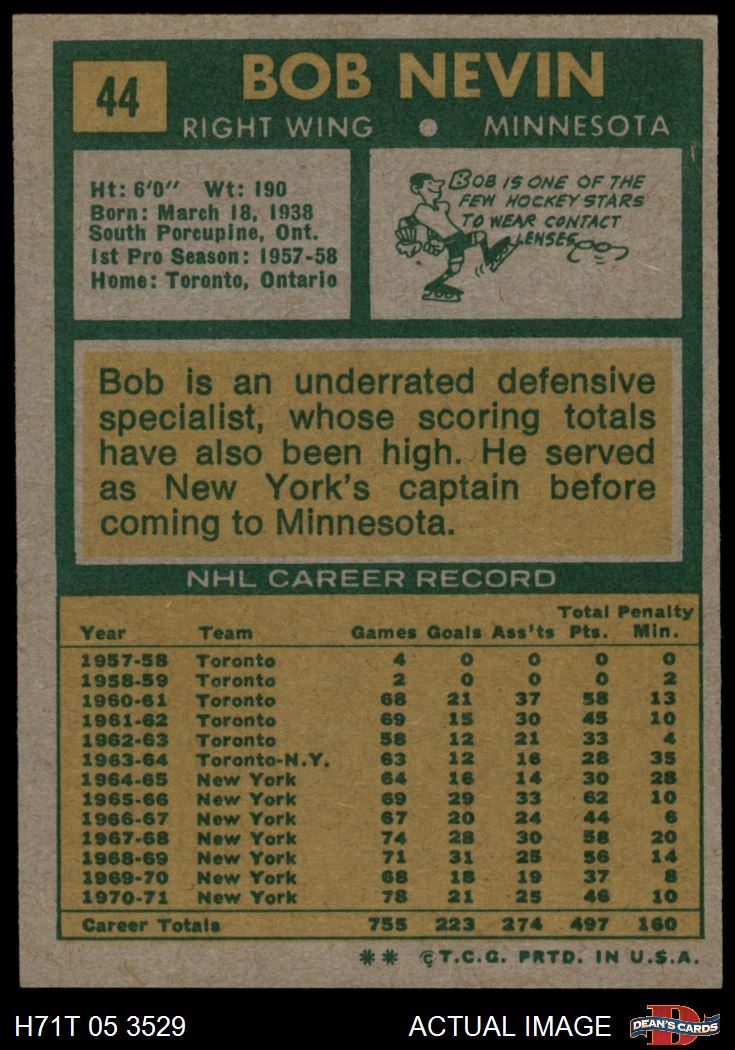 44
BOB NEVIN
RIGHT WING • MINNESOTA
Ht: 6'0" Wt: 190
Born: March 18, 1938
South Porcupine, Ont.
1st Pro Season: 1957-58
Home: Toronto, Ontario
BOB IS ONE OF THE
FEW HOCKEY STARS
TO WEAR CONTACT
LENSES
Bob is an underrated defensive
specialist, whose scoring totals
have also been high. He served
as New York's captain before
coming to Minnesota.
NHL CAREER RECORD
Total Penalty
Year Team Games Goals Ass'ts Pts. Min.
1957-58 Toronto 4 0 0 0 0
1958-59 Toronto 2 0 0 0 2
1960-61 Toronto 68 21 37 58 13
1961-62 Toronto 69 15 30 45 10
1962-63 Toronto 58 12 21 33 4
1963-64 Toronto-N.Y. 63 12 16 28 35
1964-65 New York 64 16 14 30 28
1965-66 New York 69 29 33 62 10
1966-67 New York 67 20 24 44 6
1967-68 New York 74 28 30 58 20
1968-69 New York 71 31 25 56 14
1969-70 New York 68 18 19 37 8
1970-71 New York 78 21 25 46 10
Career Totals 755 223 274 497 160
** ©T.C.G. PRTD. IN U.S.A.
H71T 05 3529 ACTUAL IMAGE DEAN'S CARDS